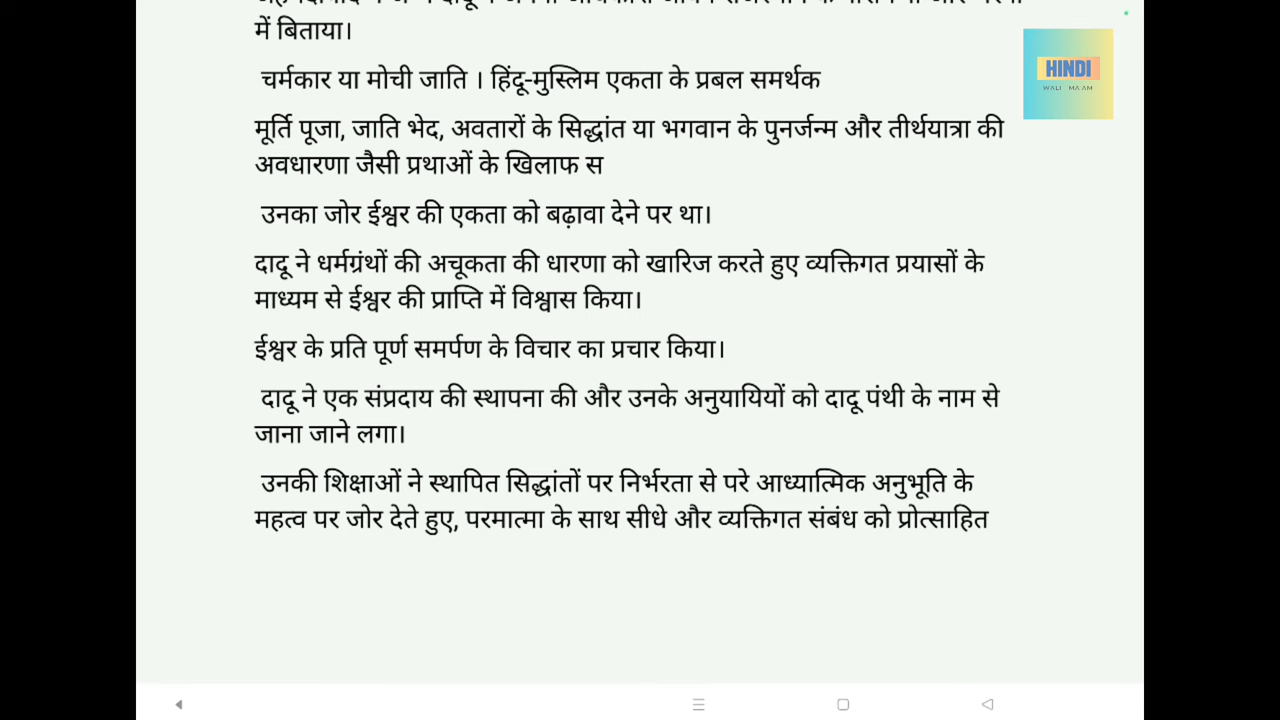 में बिताया।
चर्मकार या मोची जाति । हिंदू-मुस्लिम एकता के प्रबल समर्थक
मूर्ति पूजा, जाति भेद, अवतारों के सिद्धांत या भगवान के पुनर्जन्म और तीर्थयात्रा की
अवधारणा जैसी प्रथाओं के खिलाफ स
उनका जोर ईश्वर की एकता को बढ़ावा देने पर था।
दादू ने धर्मग्रंथों की अचूकता की धारणा को खारिज करते हुए व्यक्तिगत प्रयासों के
माध्यम से ईश्वर की प्राप्ति में विश्वास किया।
ईश्वर के प्रति पूर्ण समर्पण के विचार का प्रचार किया।
दादू ने एक संप्रदाय की स्थापना की और उनके अनुयायियों को दादू पंथी के नाम से
जाना जाने लगा।
उनकी शिक्षाओं ने स्थापित सिद्धांतों पर निर्भरता से परे आध्यात्मिक अनुभूति के
महत्व पर जोर देते हुए, परमात्मा के साथ सीधे और व्यक्तिगत संबंध को प्रोत्साहित
HINDI
WALI MAAM